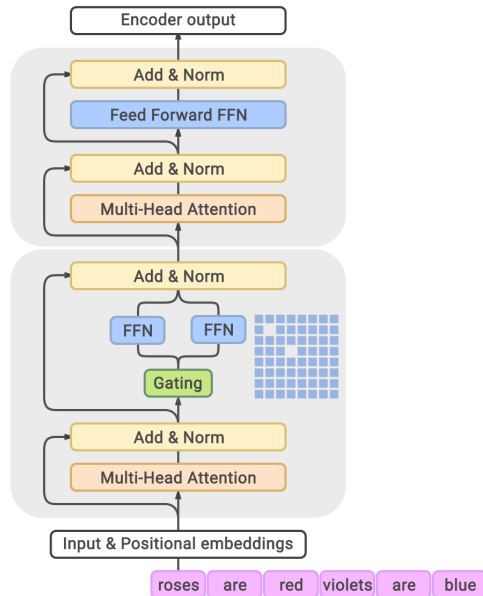 Encoder output
Add & Norm
Feed Forward FFN
Add & Norm
Multi-Head Attention
Add & Norm
FFN FFN
Gating
Add & Norm
Multi-Head Attention
Input & Positional embeddings
roses are red violets are blue